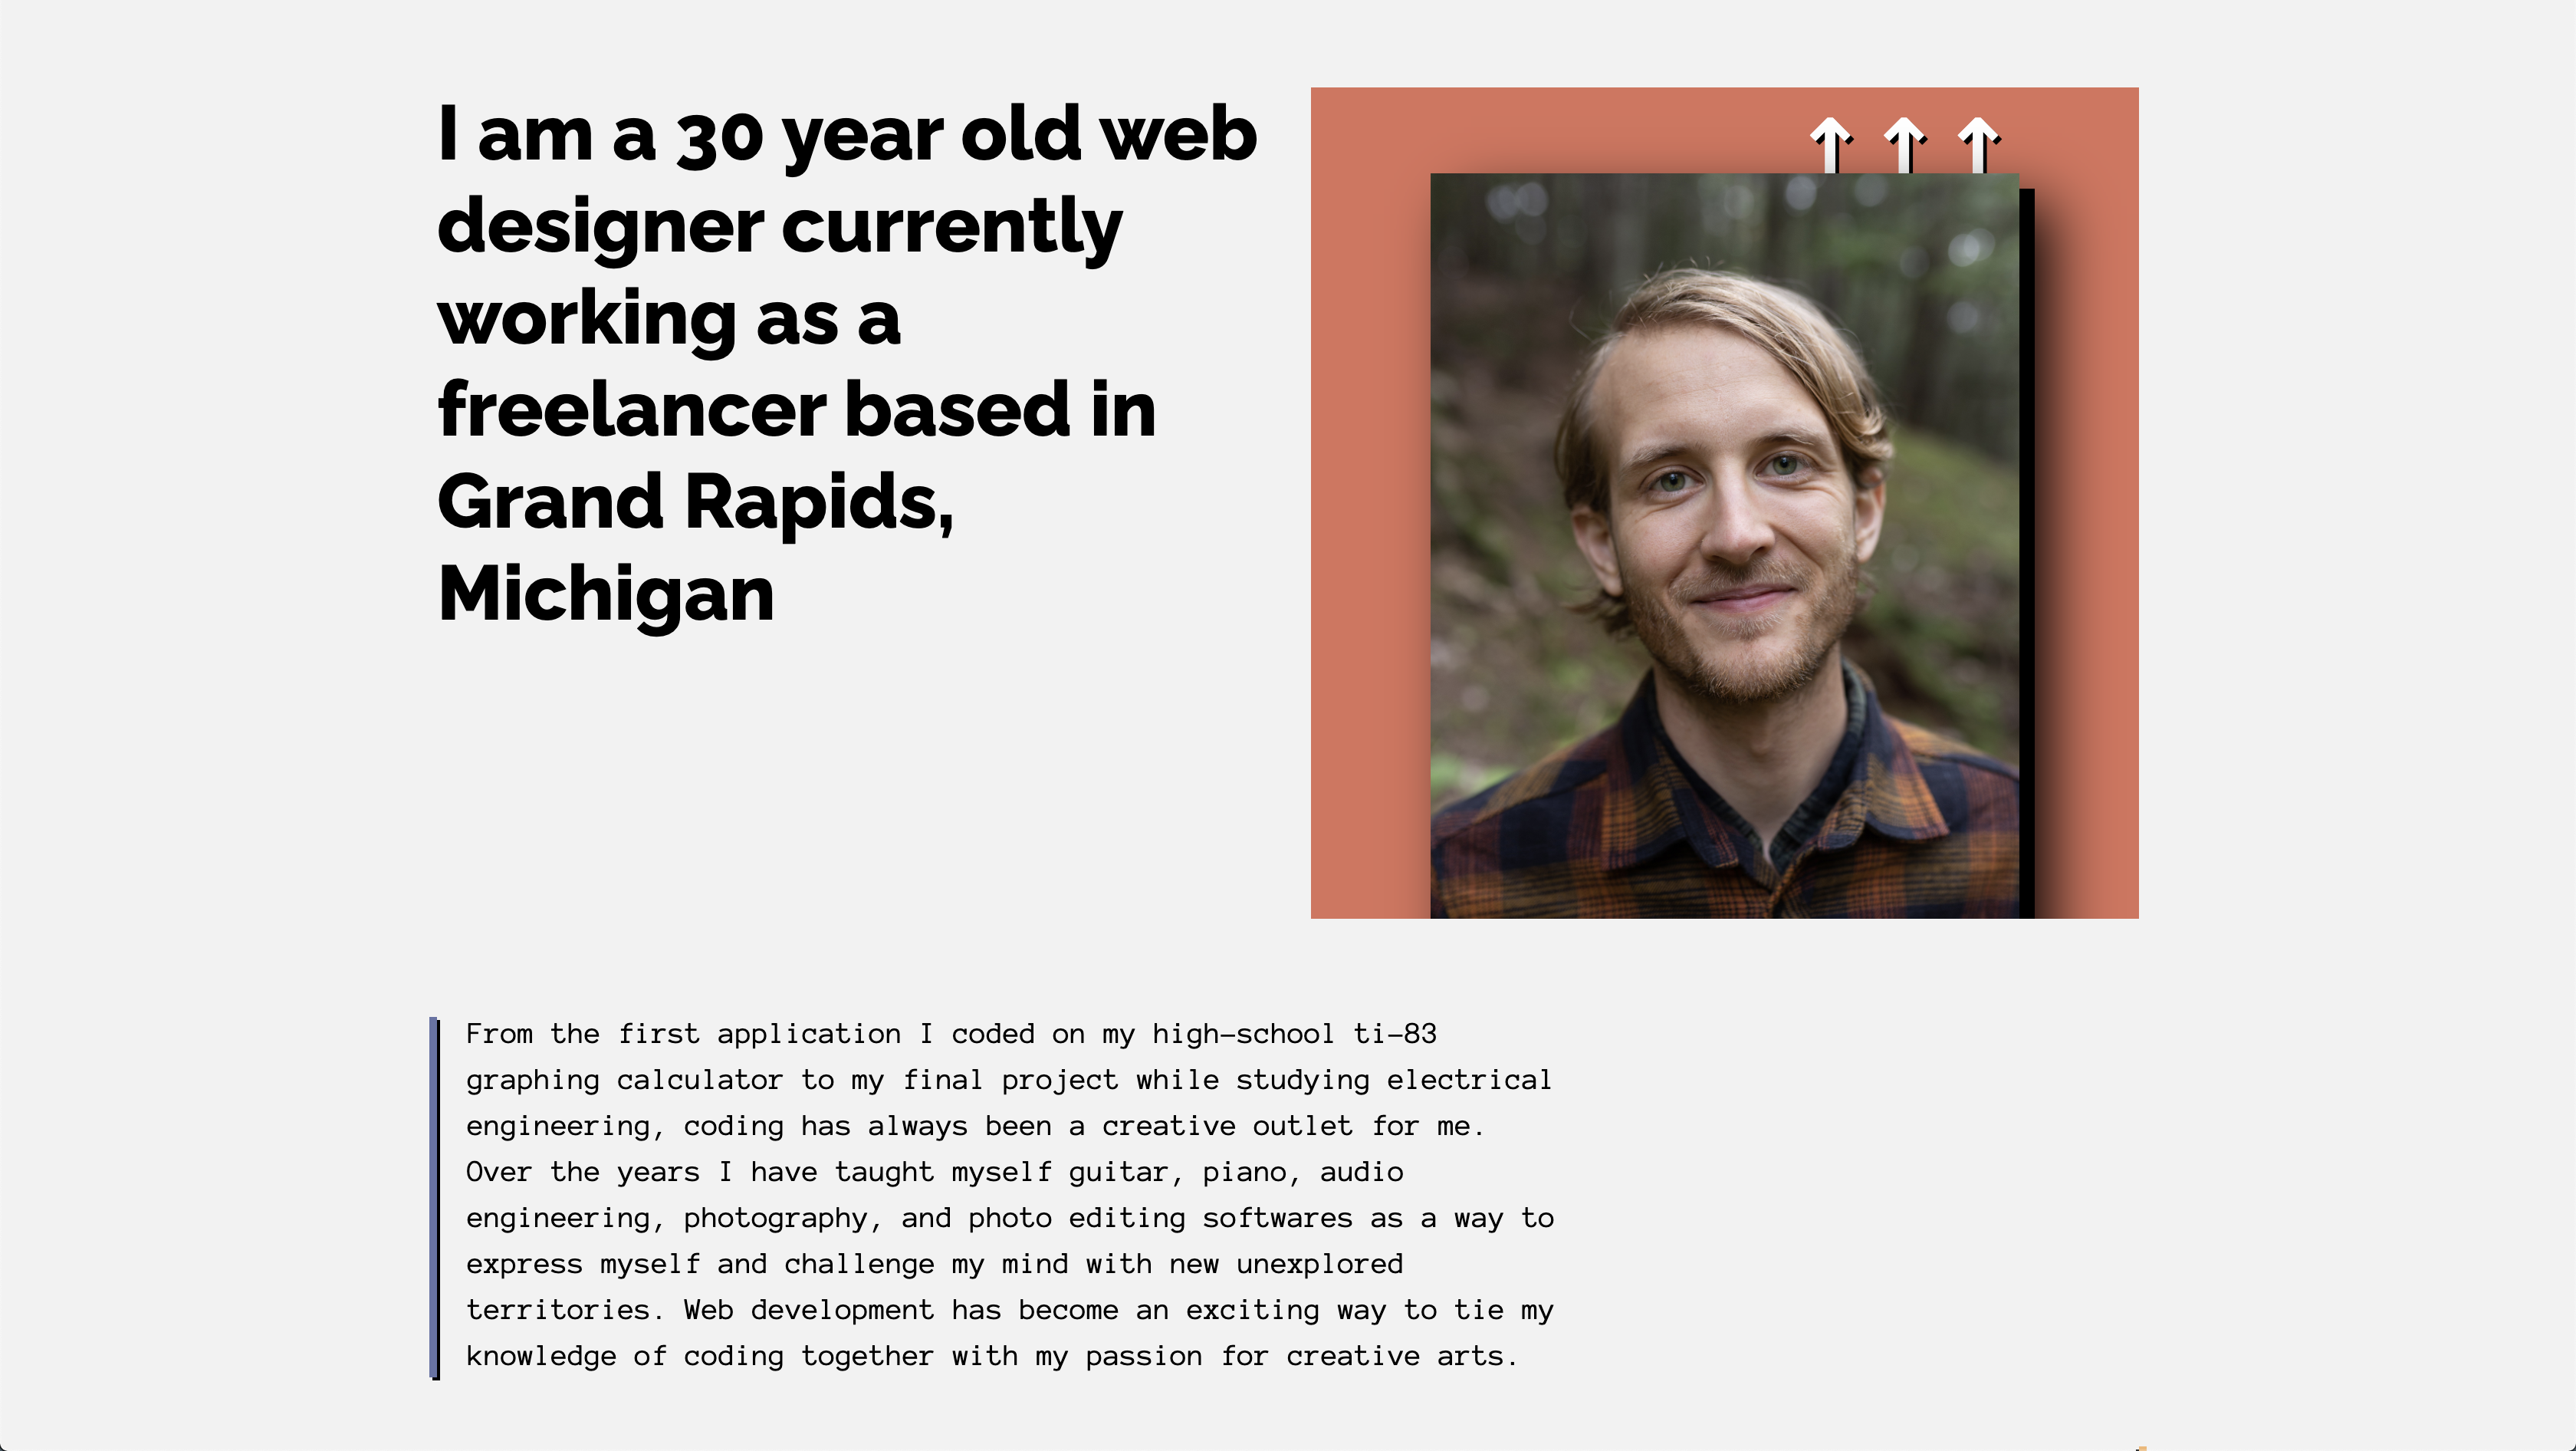 I am a 30 year old web
designer currently
working as a
freelancer based in
Grand Rapids,
Michigan
From the first application I coded on my high-school ti-83
graphing calculator to my final project while studying electrical
engineering, coding has always been a creative outlet for me.
Over the years I have taught myself guitar, piano, audio
engineering, photography, and photo editing softwares as a way to
express myself and challenge my mind with new unexplored
territories. Web development has become an exciting way to tie my
knowledge of coding together with my passion for creative arts.